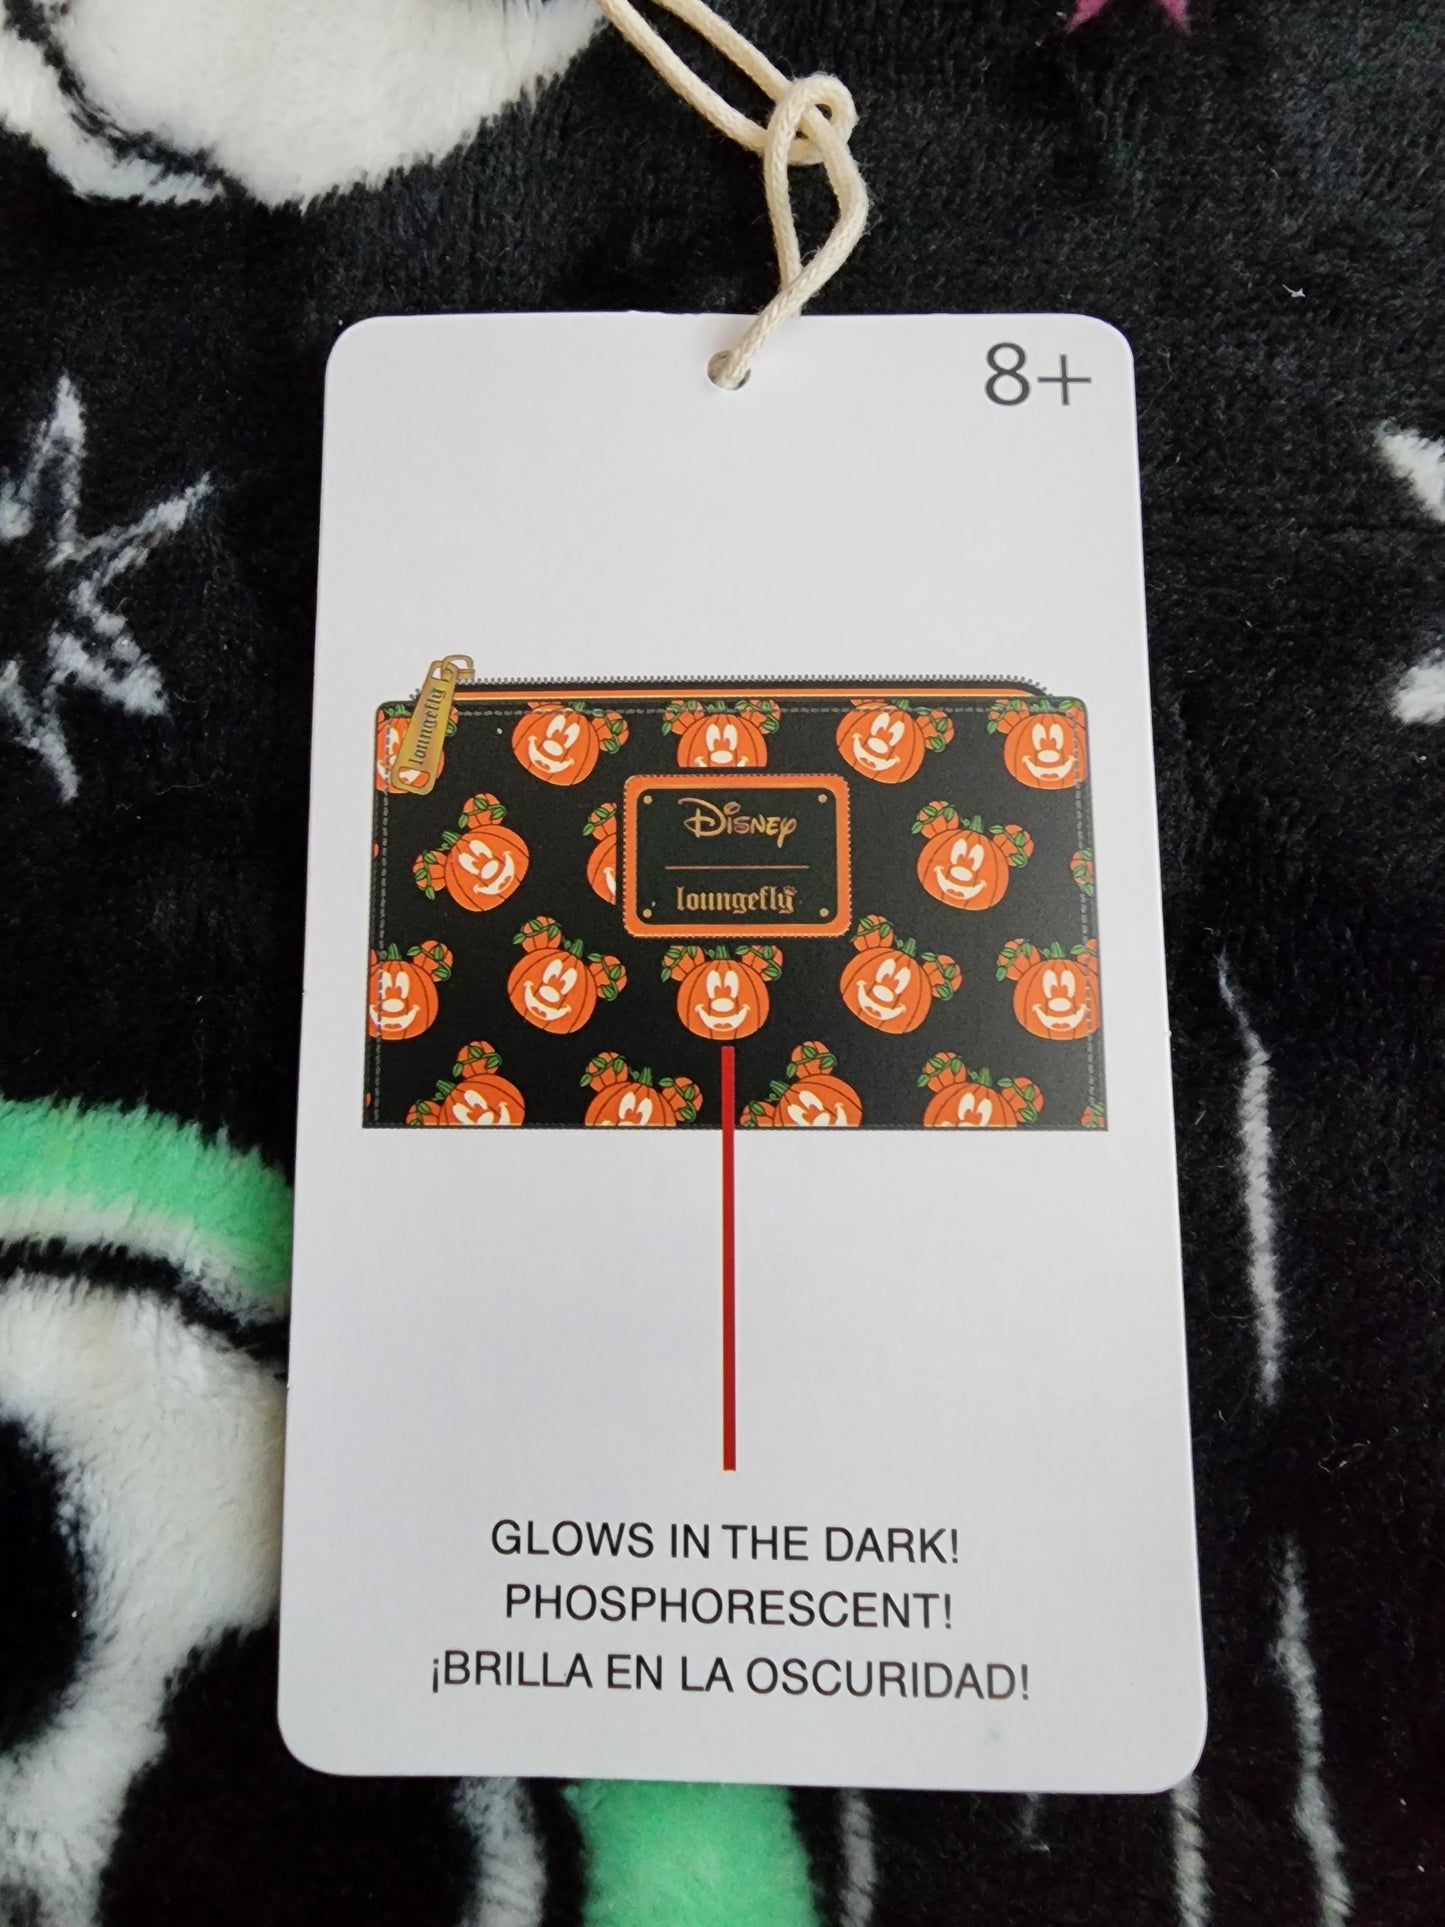 8+
loungefly
Disney
loungefly
GLOWS IN THE DARK!
PHOSPHORESCENT!
¡BRILLA EN LA OSCURIDAD!